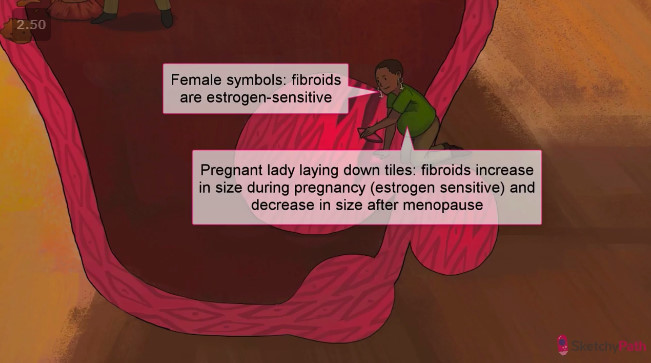 2.50
Female symbols: fibroids
are estrogen-sensitive
Pregnant lady laying down tiles: fibroids increase
in size during pregnancy (estrogen sensitive) and
decrease in size after menopause
SketchyPath